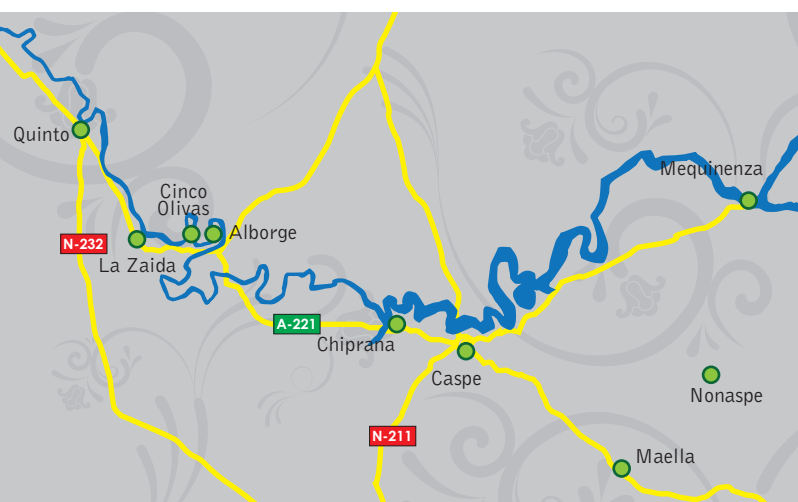 Quinto
Mequinenza
Cinco
Olivas
Alborge
N-232
La Zaida
A-221
Chiprana
Caspe
Nonaspe
N-211
Maella